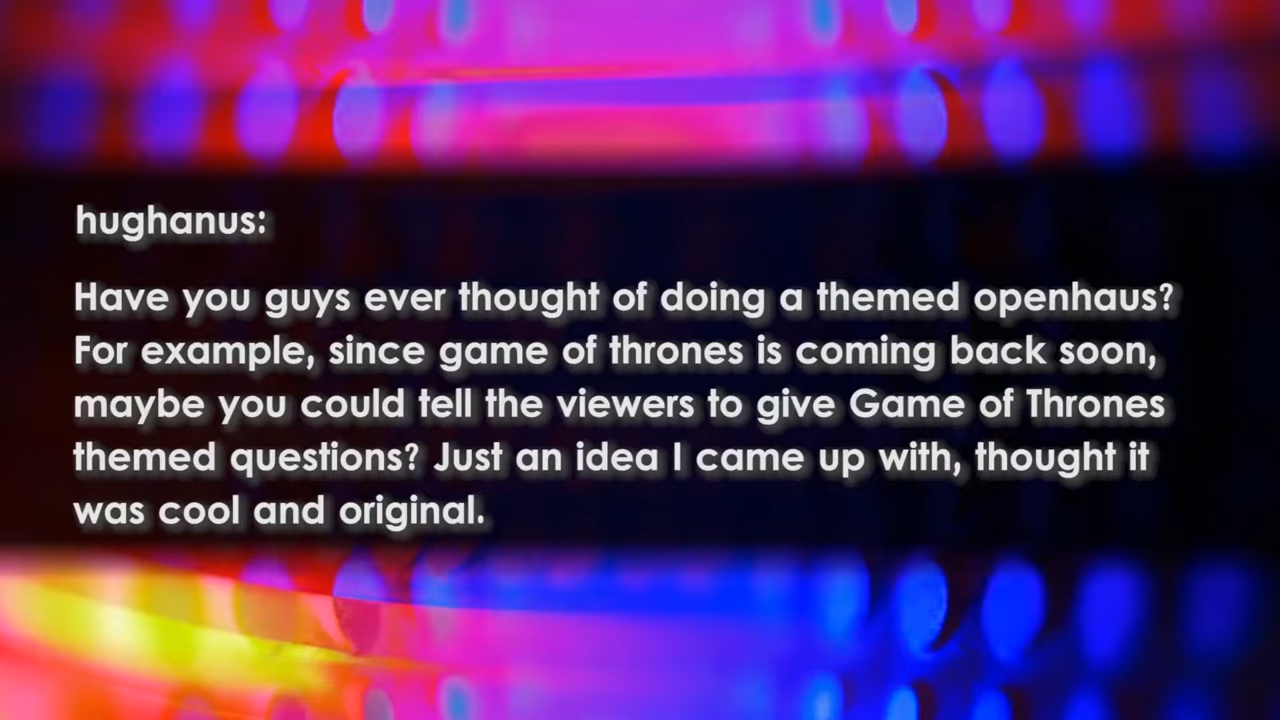 hughanus:
Have you guys ever thought of doing a themed openhaus?
For example, since game of thrones is coming back soon,
maybe you could tell the viewers to give Game of Thrones
themed questions? Just an idea I came up with, thought it
was cool and original.